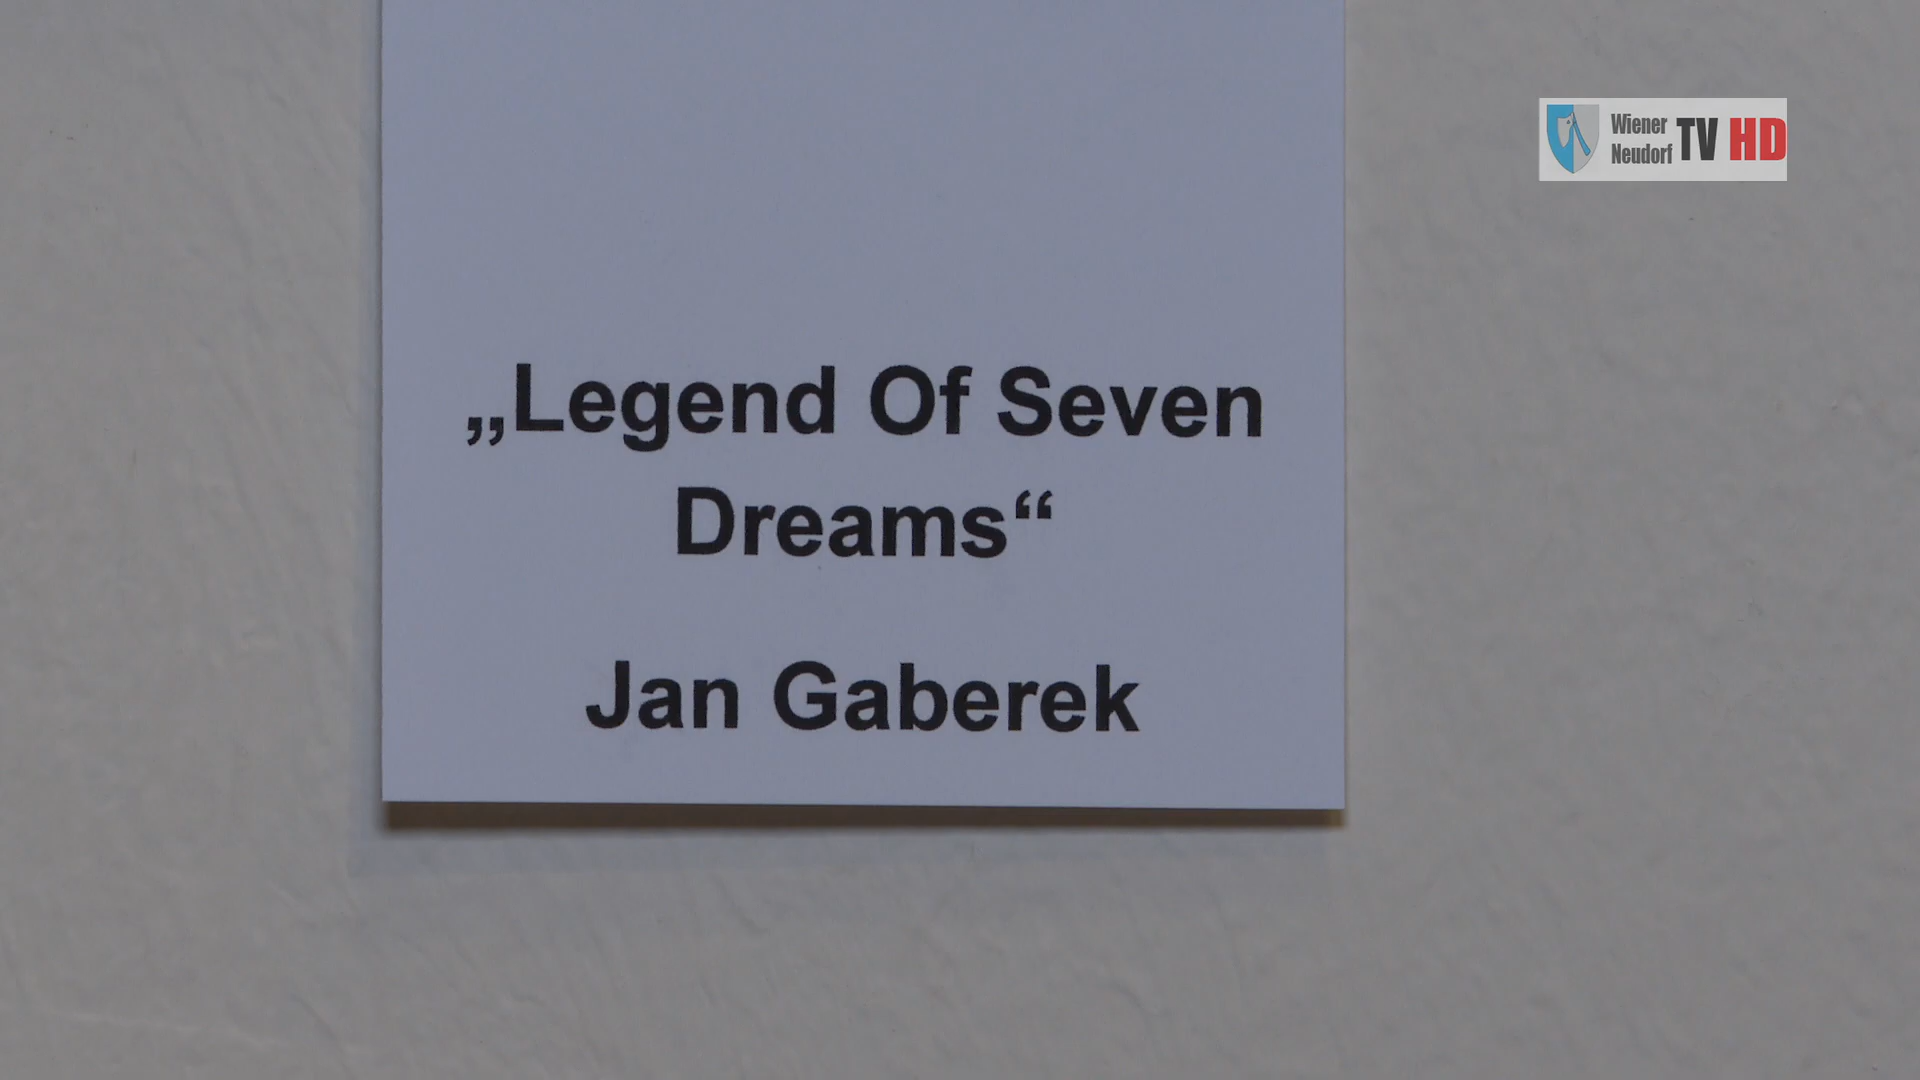 Wiener
Neudorf TV HD
„Legend Of Seven
Dreams“
Jan Gaberek